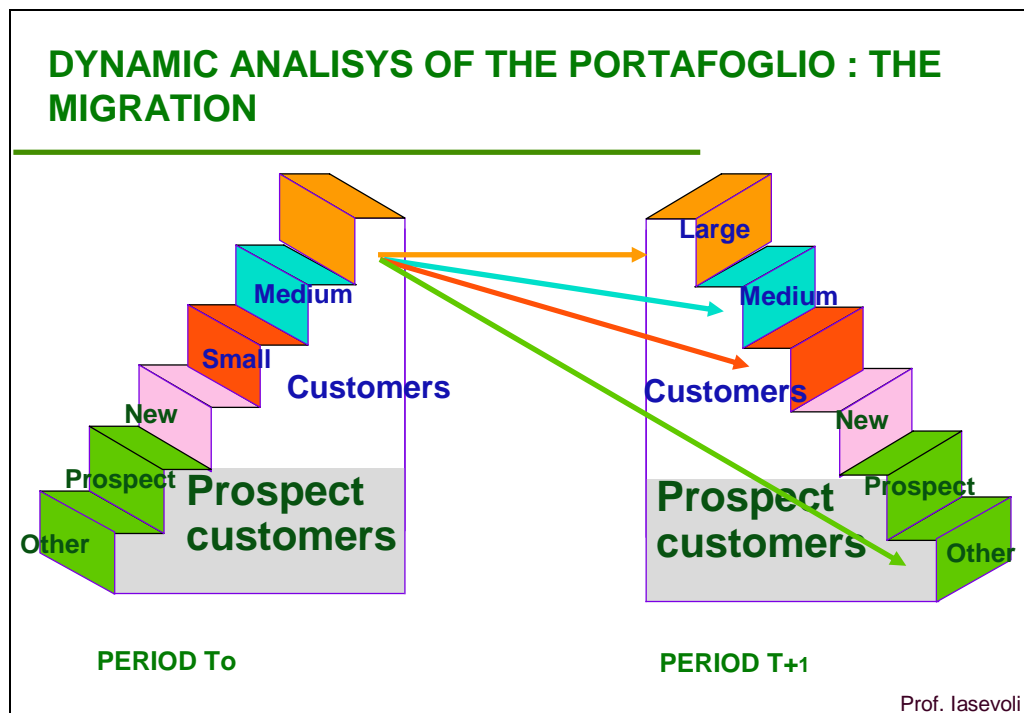 DYNAMIC ANALISYS OF THE PORTAFOGLIO : THE
MIGRATION
Medium
Small
Customers
New
Prospect
Other
Prospect
customers
Large
Medium
Customers
New
Prospect
Other
Prospect
customers
PERIOD To
PERIOD T+1
Prof. Iasevoli